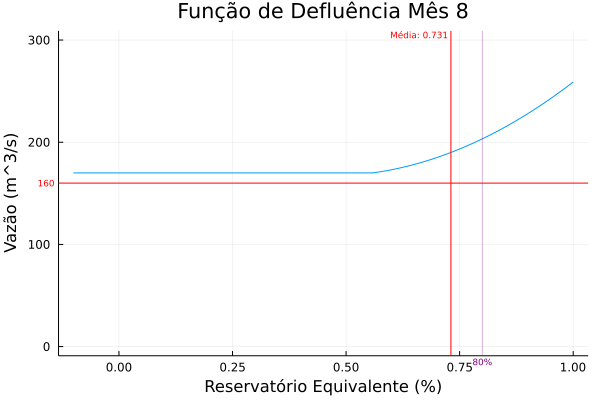 Função de Defluência Mês 8
Média: 0.731
300
200
160
100
0
Vazão (m^3/s)
0.00
0.25
0.50
0.75
80%
1.00
Reservatório Equivalente (%)